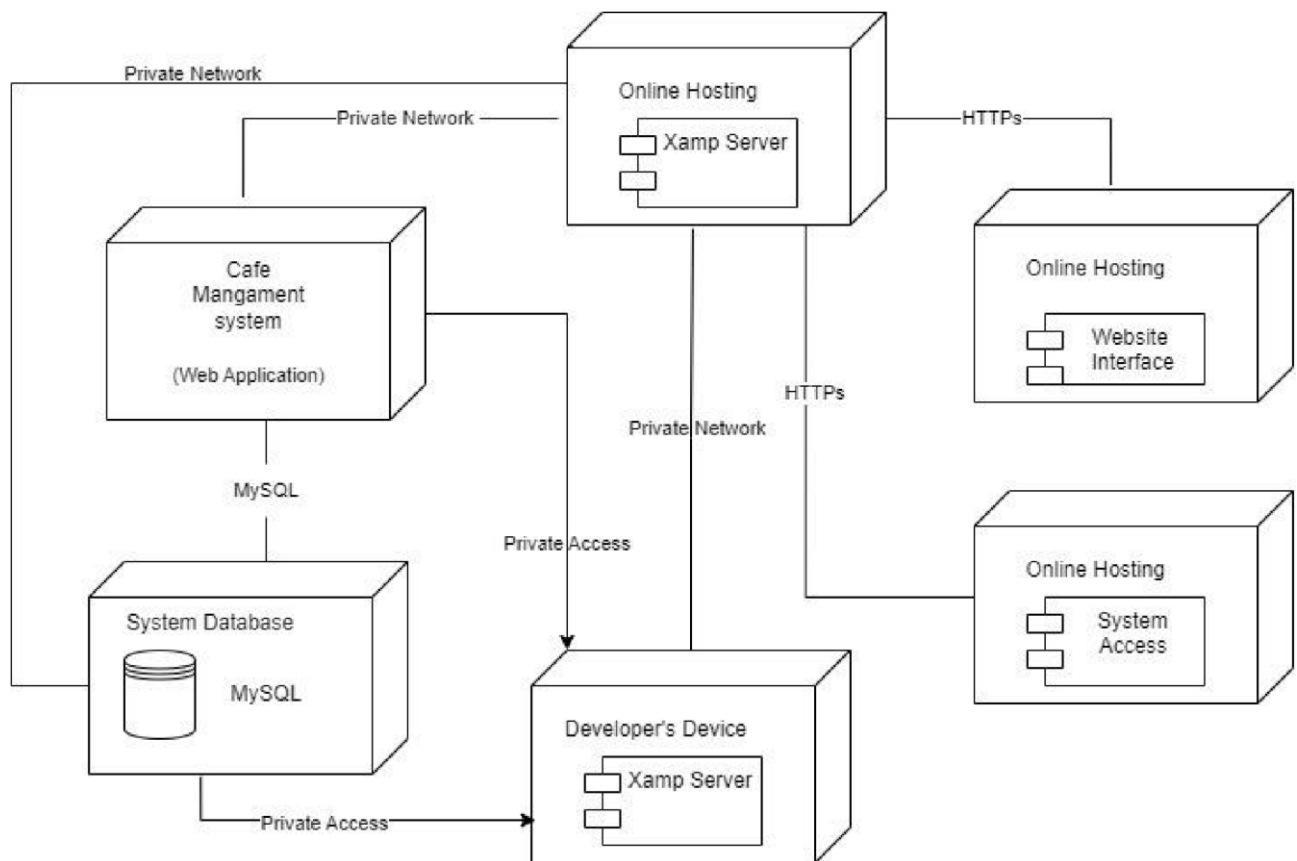 Private Network
Online Hosting
Xamp Server
Private Network
HTTPs
Cafe
Mangament
system
(Web Application)
Online Hosting
Website
Interface
HTTPs
Private Network
MySQL
Private Access
Online Hosting
System
Access
System Database
MySQL
Developer's Device
Xamp Server
Private Access